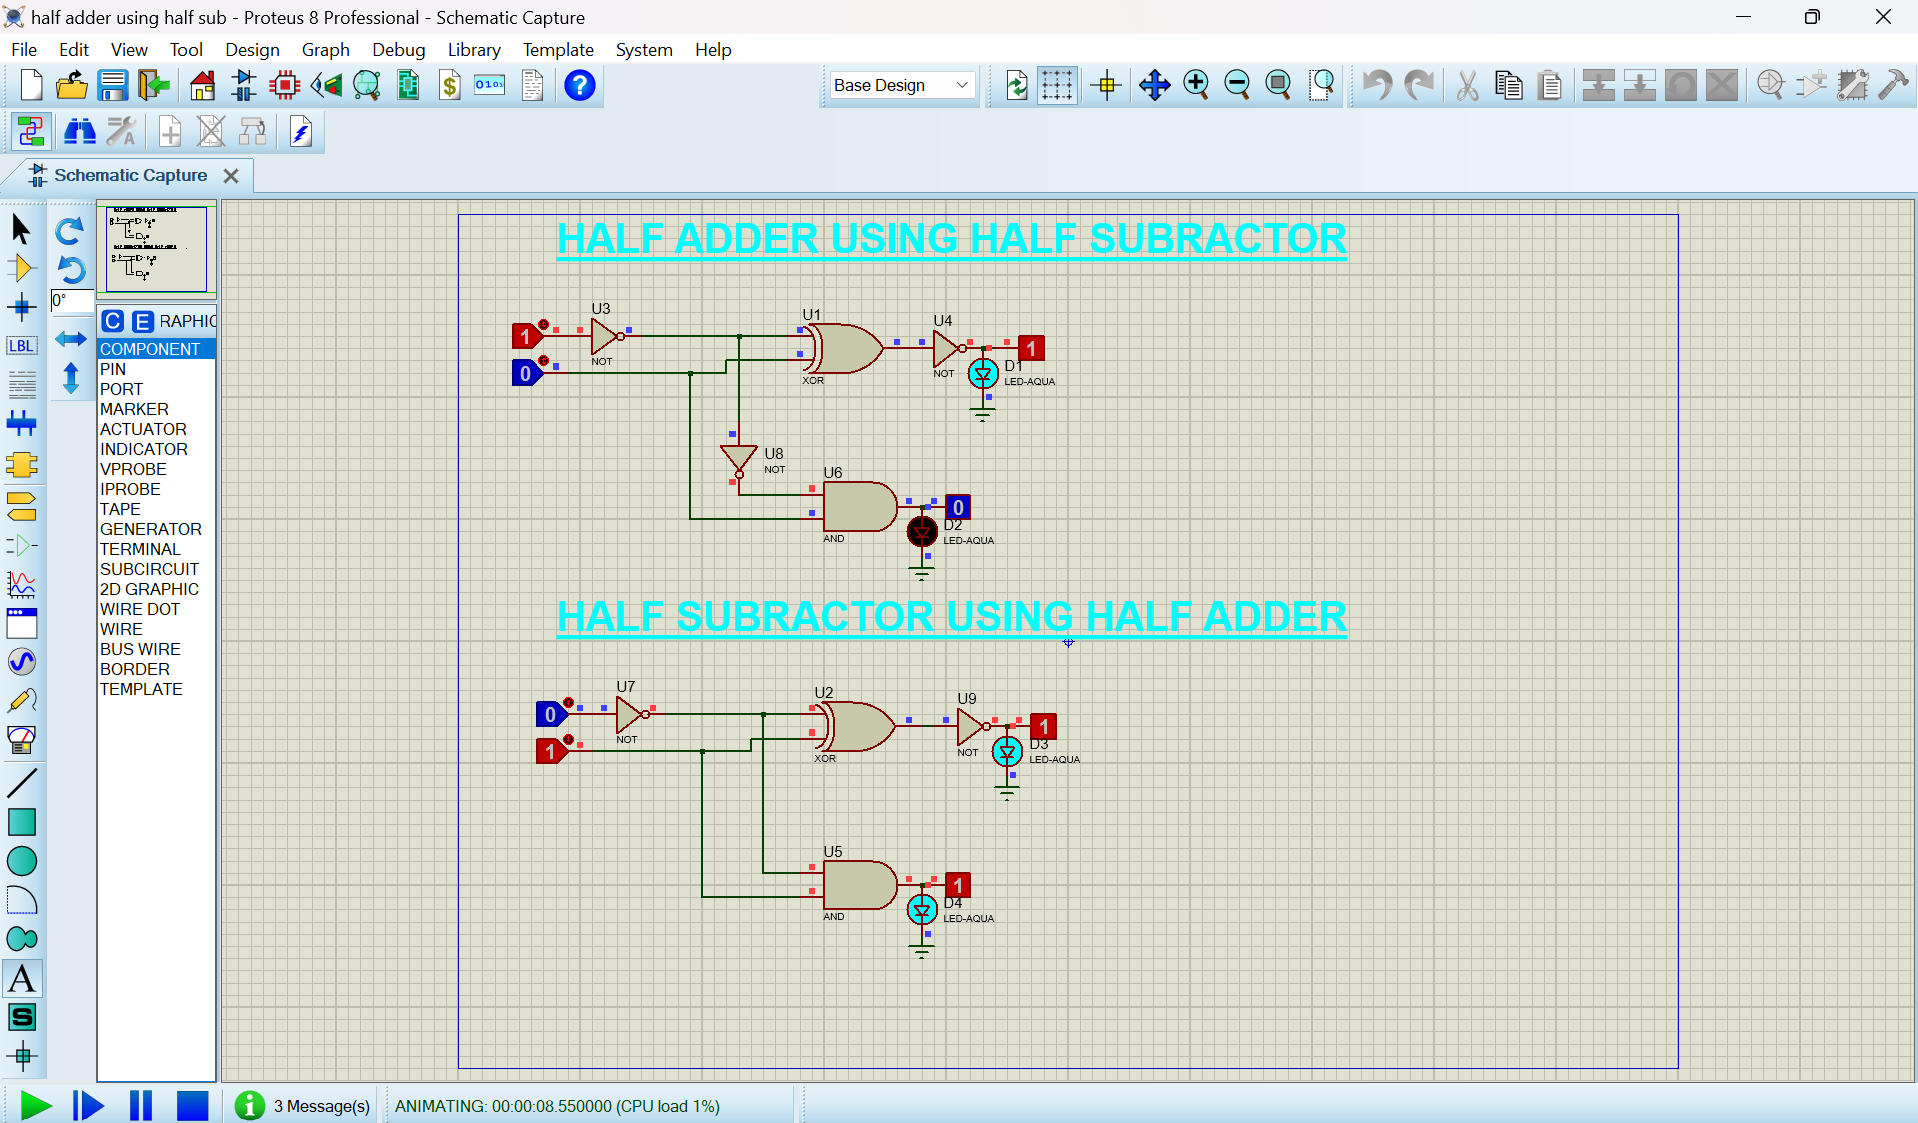 half adder using half sub - Proteus 8 Professional - Schematic Capture
File Edit View Tool Design Graph Debug Library Template System Help
Base Design
Schematic Capture
HALF ADDER USING HALF SUBRACTOR
0°
C E RAPHIC
LBL
COMPONENT
PIN
PORT
MARKER
ACTUATOR
INDICATOR
VPROBE
IPROBE
TAPE
GENERATOR
TERMINAL
SUBCIRCUIT
2D GRAPHIC
WIRE DOT
WIRE
BUS WIRE
BORDER
TEMPLATE
A
S
U3
1
NOT
0
U1
XOR
U4
NOT
1
D1
LED-AQUA
U8
NOT
U6
AND
0
D2
LED-AQUA
HALF SUBRACTOR USING HALF ADDER
U7
0
NOT
1
U2
XOR
U9
NOT
1
D3
LED-AQUA
U5
AND
1
D4
LED-AQUA
3 Message(s)
ANIMATING: 00:00:08.550000 (CPU load 1%)